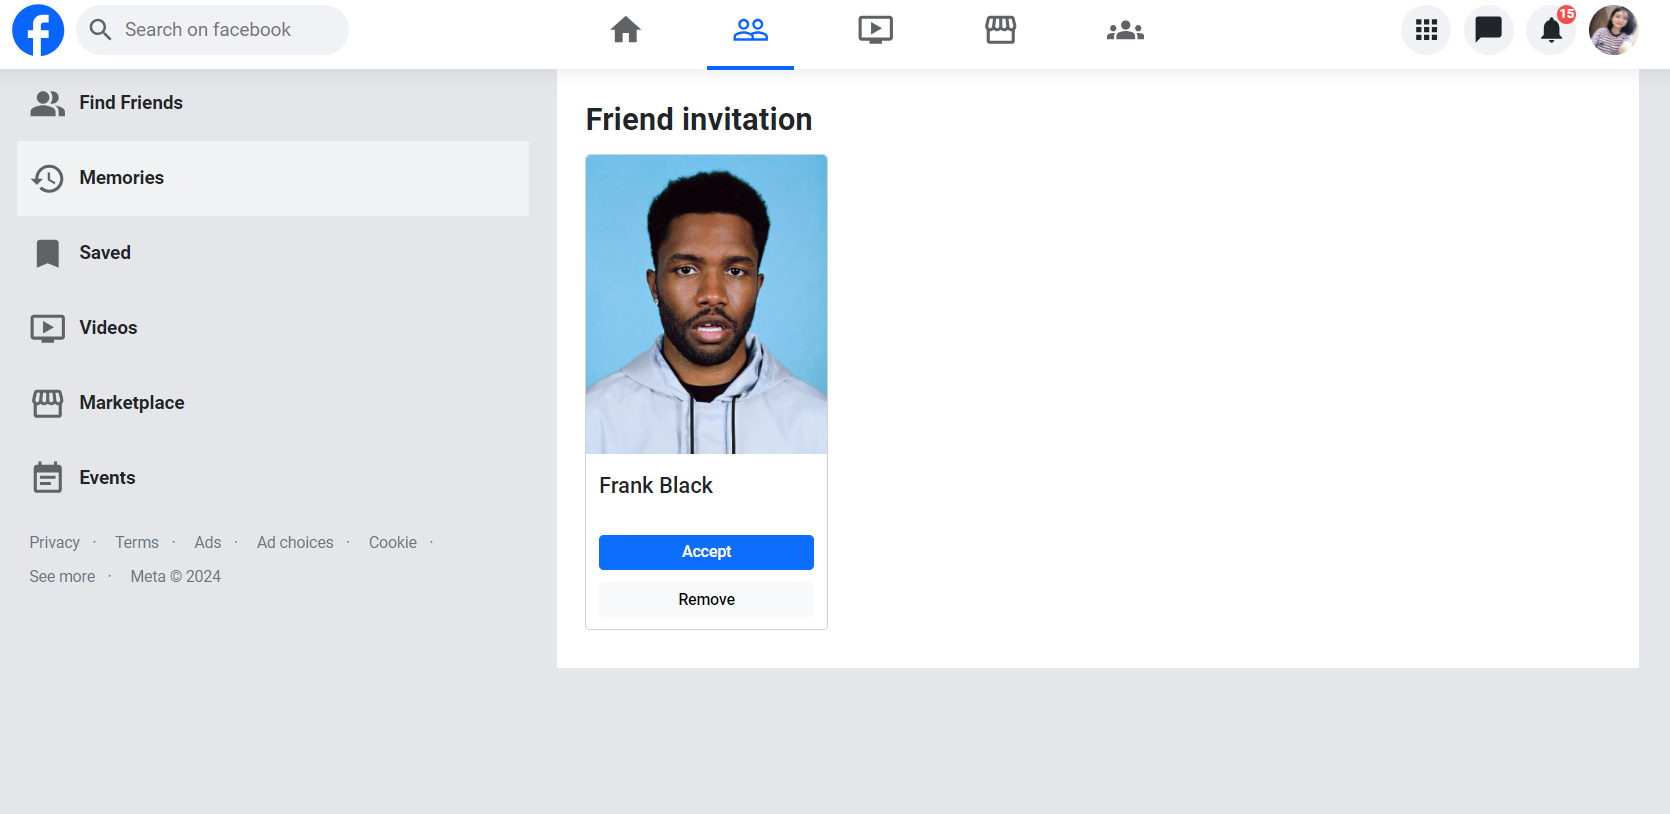 Search on facebook
15
Find Friends
Memories
Saved
Videos
Marketplace
Events
Privacy · Terms · Ads · Ad choices · Cookie ·
See more · Meta © 2024
Friend invitation
Frank Black
Accept
Remove